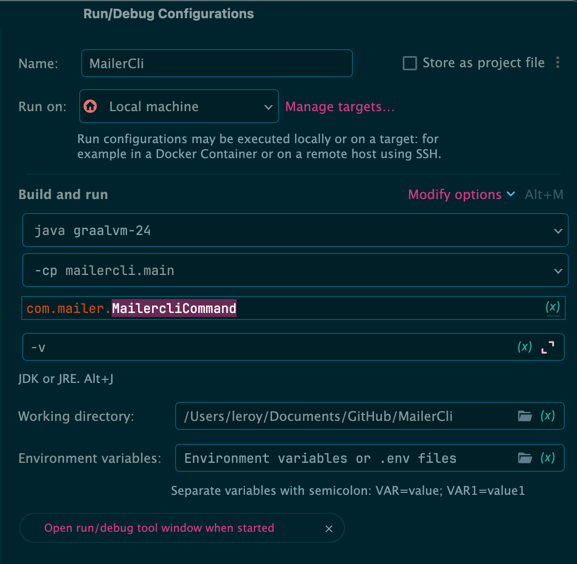 Run/Debug Configurations
Name: MailerCli Store as project file
Run on: Local machine Manage targets...
Run configurations may be executed locally or on a target: for
example in a Docker Container or on a remote host using SSH.
Build and run Modify options Alt+M
java graalvm-24
-cp mailercli.main
com.mailer.MailercliCommand (x)
-v (x)
JDK or JRE. Alt+J
Working directory: /Users/leroy/Documents/GitHub/MailerCli (x)
Environment variables: Environment variables or .env files (x)
Separate variables with semicolon: VAR=value; VAR1=value1
Open run/debug tool window when started ×